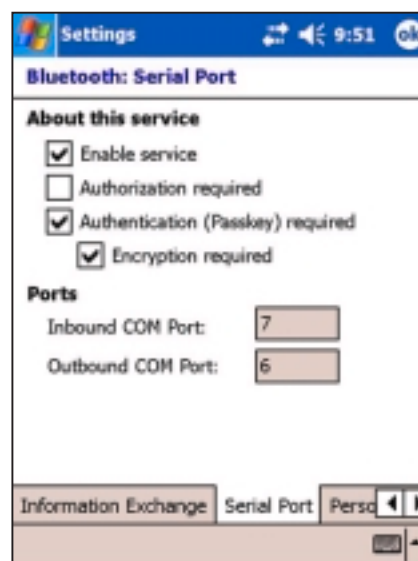 Settings 9:51 ok
Bluetooth: Serial Port
About this service
Enable service
Authorization required
Authentication (Passkey) required
Encryption required
Ports
Inbound COM Port: 7
Outbound COM Port: 6
Information Exchange Serial Port Perso